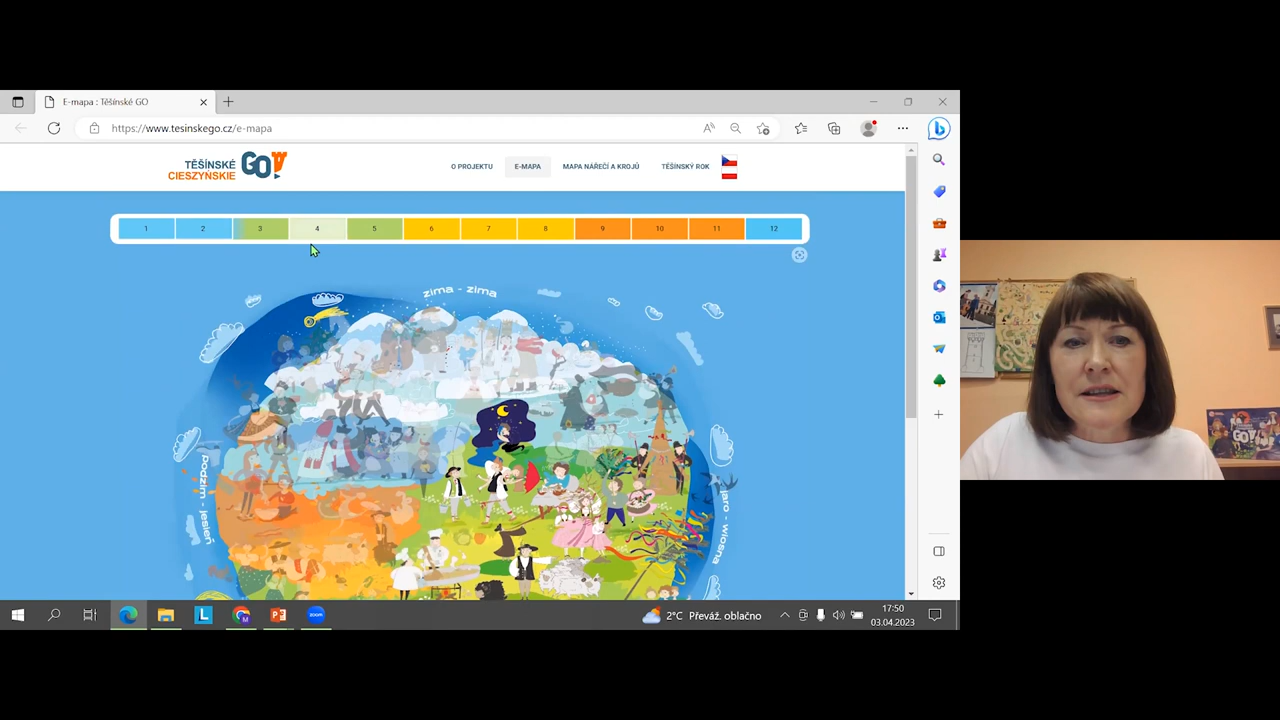 E-mapa : Těšínské GO
https://www.tesinskego.cz/e-mapa
TĚŠÍNSKÉ
CIESZYŃSKIE
GO!
O PROJEKTU
E-MAPA
MAPA NÁŘEČÍ A KROJŮ
TĚŠÍNSKÝ ROK
1 2 3 4 5 6 7 8 9 10 11 12
zima - zima
Podzim - jesień
jaro - wiosna
GO!
2°C Převáž. oblačno
17:50
03.04.2023
zoom